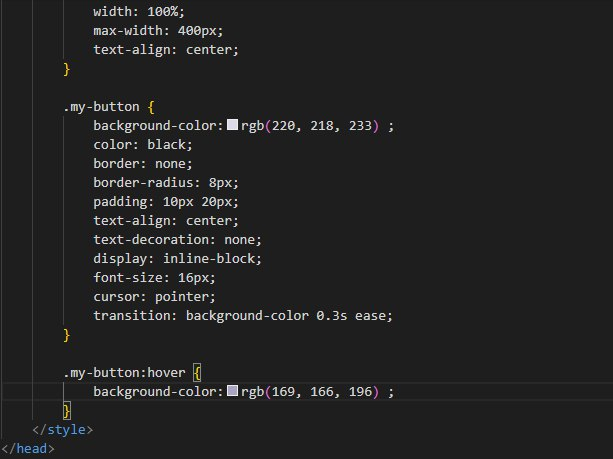 width: 100%;
max-width: 400px;
text-align: center;
}
.my-button {
background-color: rgb(220, 218, 233) ;
color: black;
border: none;
border-radius: 8px;
padding: 10px 20px;
text-align: center;
text-decoration: none;
display: inline-block;
font-size: 16px;
cursor: pointer;
transition: background-color 0.3s ease;
}
.my-button:hover {
background-color: rgb(169, 166, 196) ;
}
</style>
</head>